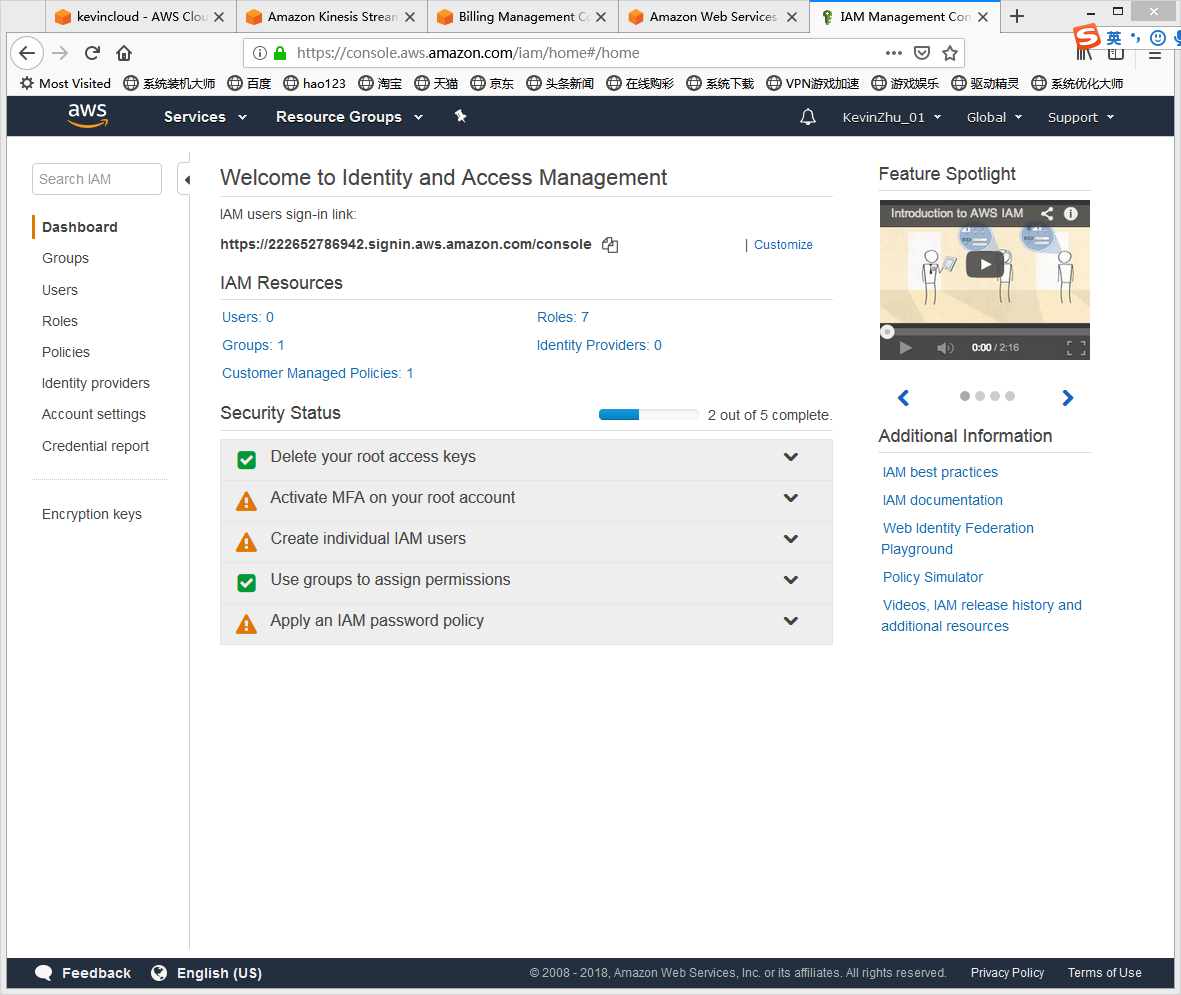 kevincloud - AWS Clou
Amazon Kinesis Stream
Billing Management Co
Amazon Web Services
IAM Management Con
英
https://console.aws.amazon.com/iam/home#/home
Most Visited 系统装机大师 百度 hao123 淘宝 天猫 京东 头条新闻 在线购彩 系统下载 VPN游戏加速 游戏娱乐 驱动精灵 系统优化大师
aws Services Resource Groups KevinZhu_01 Global Support
Search IAM
Dashboard
Groups
Users
Roles
Policies
Identity providers
Account settings
Credential report
Encryption keys
Welcome to Identity and Access Management
IAM users sign-in link:
https://222652786942.signin.aws.amazon.com/console | Customize
IAM Resources
Users: 0 Roles: 7
Groups: 1 Identity Providers: 0
Customer Managed Policies: 1
Security Status 2 out of 5 complete.
Delete your root access keys
Activate MFA on your root account
Create individual IAM users
Use groups to assign permissions
Apply an IAM password policy
Feature Spotlight
Introduction to AWS IAM
0:00 / 2:16
Additional Information
IAM best practices
IAM documentation
Web Identity Federation
Playground
Policy Simulator
Videos, IAM release history and
additional resources
Feedback English (US) © 2008 - 2018, Amazon Web Services, Inc. or its affiliates. All rights reserved. Privacy Policy Terms of Use